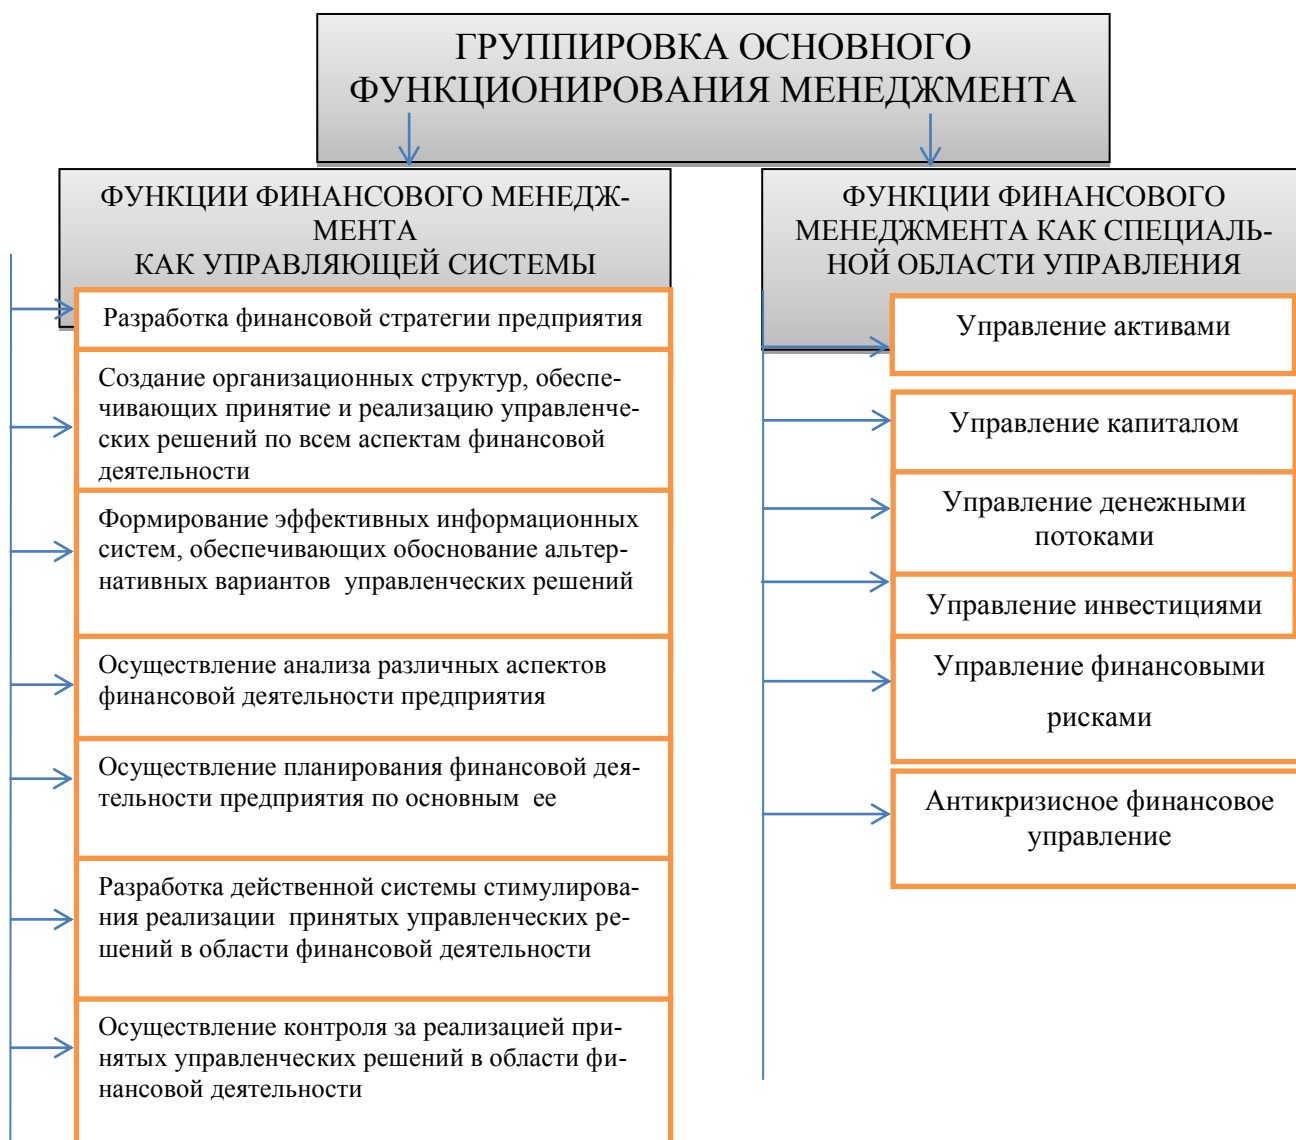 ГРУППИРОВКА ОСНОВНОГО
ФУНКЦИОНИРОВАНИЯ МЕНЕДЖМЕНТА
ФУНКЦИИ ФИНАНСОВОГО МЕНЕДЖ-
МЕНТА
КАК УПРАВЛЯЮЩЕЙ СИСТЕМЫ
Разработка финансовой стратегии предприятия
Создание организационных структур, обеспе-
чивающих принятие и реализацию управленче-
ских решений по всем аспектам финансовой
деятельности
Формирование эффективных информационных
систем, обеспечивающих обоснование альтер-
нативных вариантов управленческих решений
Осуществление анализа различных аспектов
финансовой деятельности предприятия
Осуществление планирования финансовой дея-
тельности предприятия по основным ее
Разработка действенной системы стимулирова-
ния реализации принятых управленческих ре-
шений в области финансовой деятельности
Осуществление контроля за реализацией при-
нятых управленческих решений в области фи-
нансовой деятельности
ФУНКЦИИ ФИНАНСОВОГО
МЕНЕДЖМЕНТА КАК СПЕЦИАЛЬ-
НОЙ ОБЛАСТИ УПРАВЛЕНИЯ
Управление активами
Управление капиталом
Управление денежными
потоками
Управление инвестициями
Управление финансовыми
рисками
Антикризисное финансовое
управление